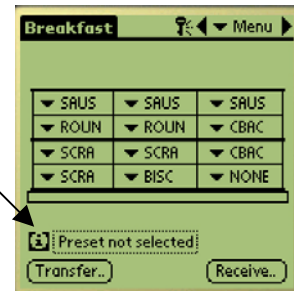 Breakfast Menu
SAUS SAUS SAUS
ROUN ROUN CBAC
SCRA SCRA CBAC
SCRA BISC NONE
i Preset not selected
Transfer.. Receive..